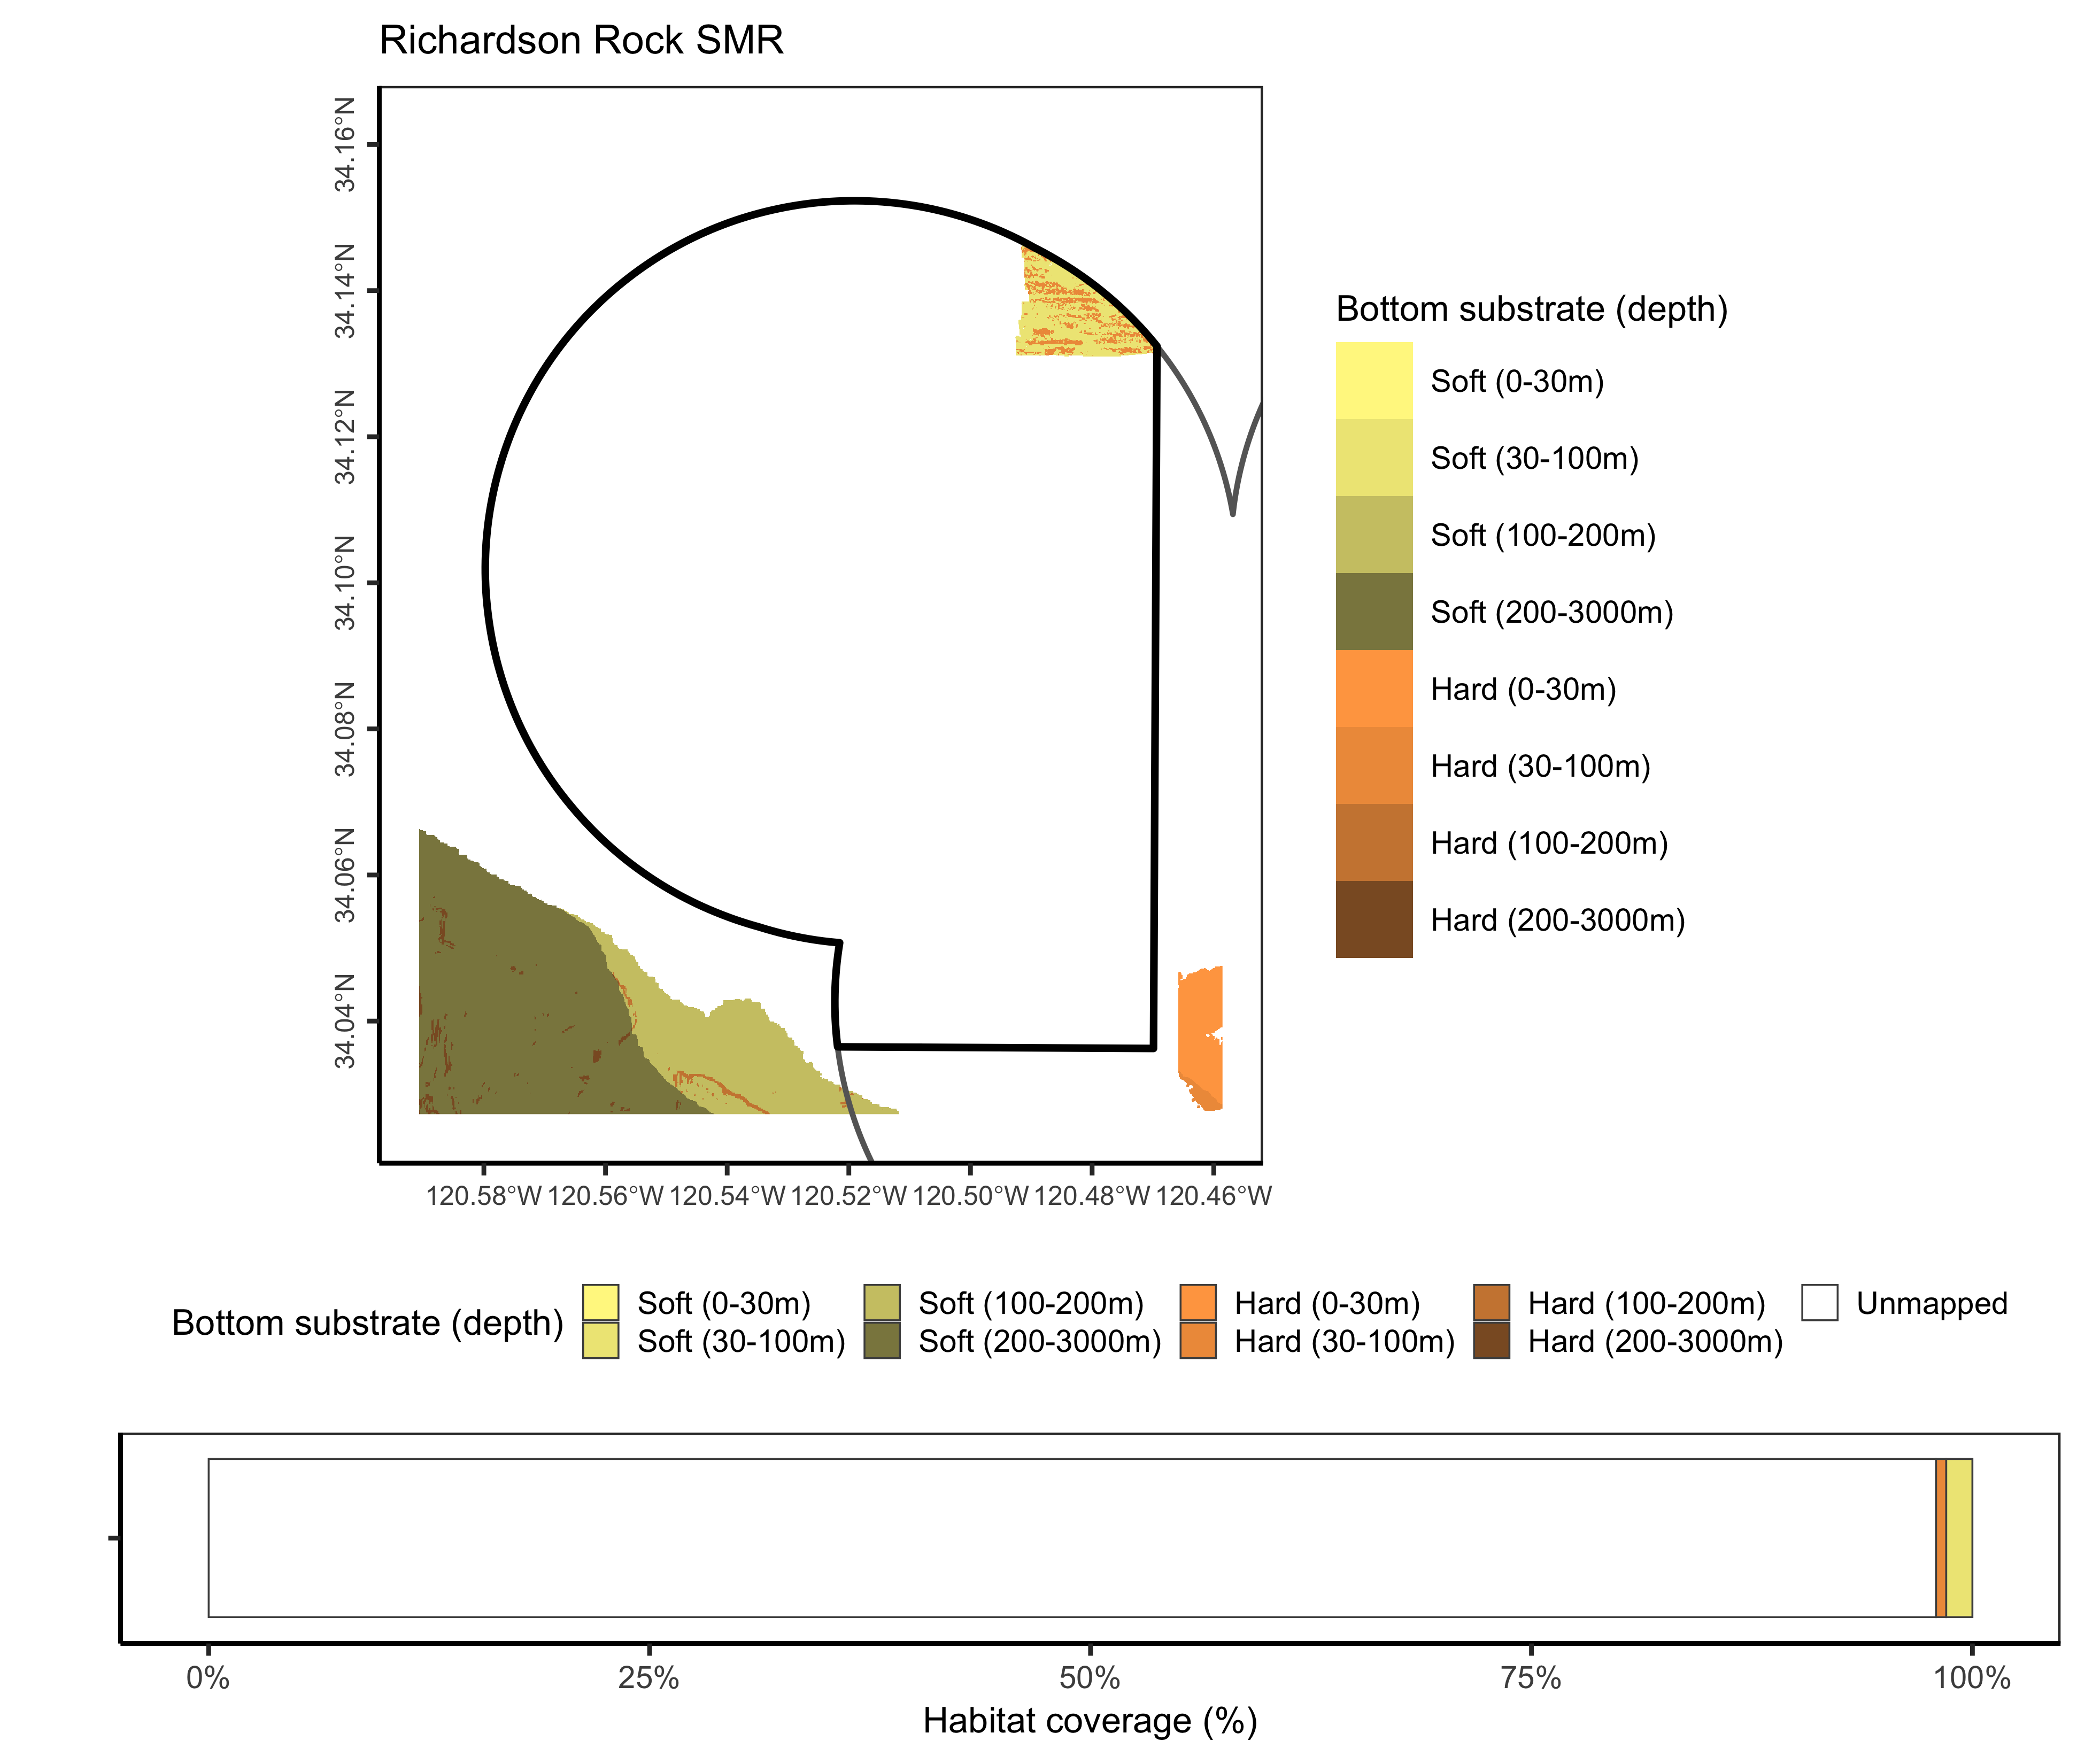 Richardson Rock SMR
34.16°N
34.14°N
34.12°N
34.10°N
34.08°N
34.06°N
34.04°N
120.58°W 120.56°W 120.54°W 120.52°W 120.50°W 120.48°W 120.46°W
Bottom substrate (depth)
Soft (0-30m)
Soft (30-100m)
Soft (100-200m)
Soft (200-3000m)
Hard (0-30m)
Hard (30-100m)
Hard (100-200m)
Hard (200-3000m)
Bottom substrate (depth)
Soft (0-30m) Soft (100-200m) Hard (0-30m) Hard (100-200m) Unmapped
Soft (30-100m) Soft (200-3000m) Hard (30-100m) Hard (200-3000m)
0% 25% 50% 75% 100%
Habitat coverage (%)